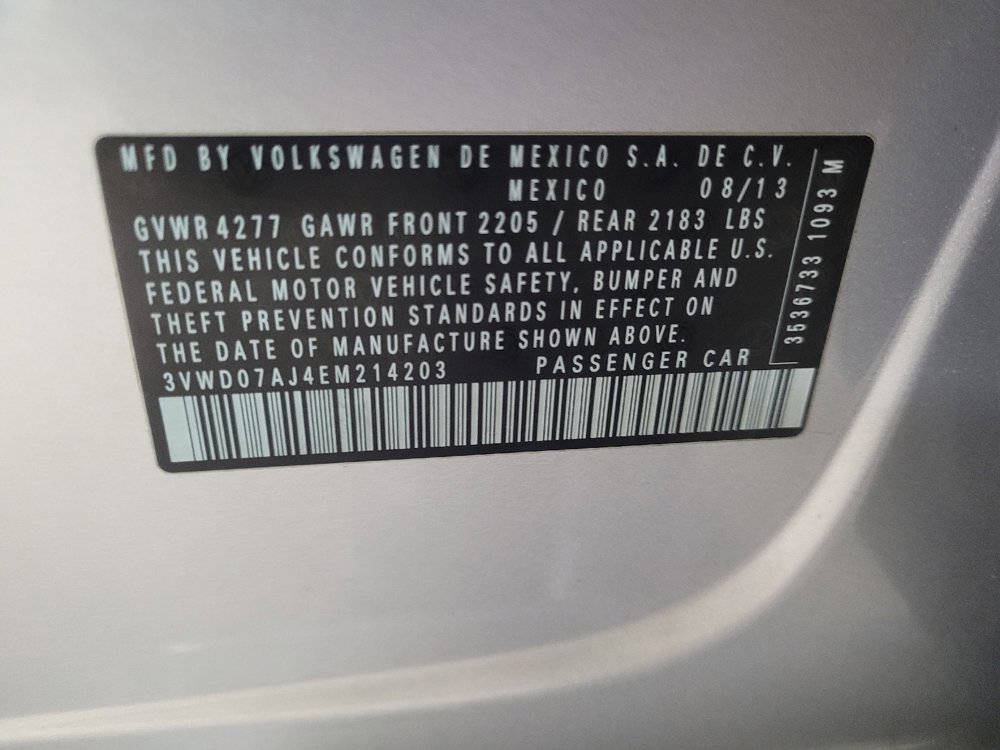 MFD BY VOLKSWAGEN DE MEXICO S.A. DE C.V.
MEXICO 08/13
GVWR 4277 GAWR FRONT 2205 / REAR 2183 LBS
THIS VEHICLE CONFORMS TO ALL APPLICABLE U.S.
FEDERAL MOTOR VEHICLE SAFETY, BUMPER AND
THEFT PREVENTION STANDARDS IN EFFECT ON
THE DATE OF MANUFACTURE SHOWN ABOVE.
3VWD07AJ4EM214203 PASSENGER CAR
3536733 1093 M